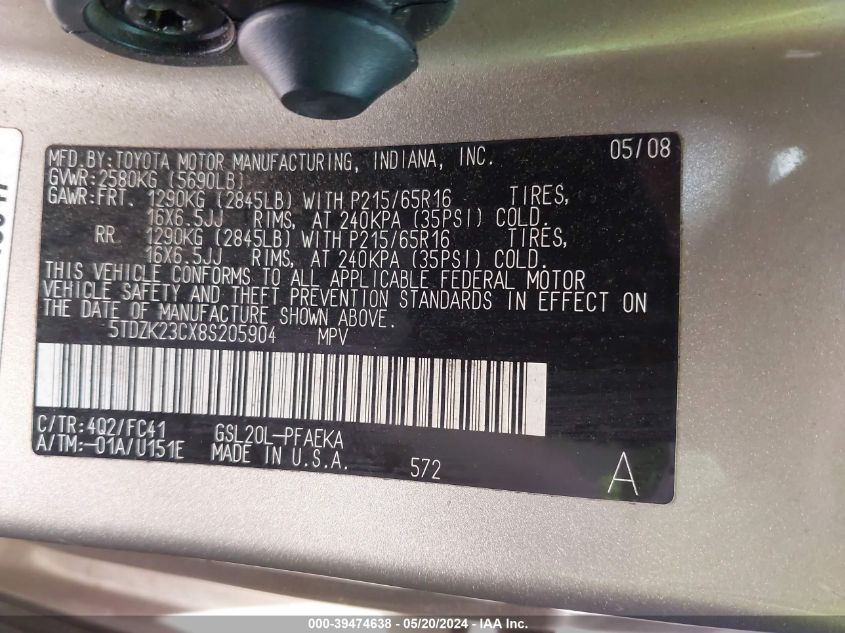 MFD.BY:TOYOTA MOTOR MANUFACTURING, INDIANA, INC. 05/08
GVWR:2580KG (5690LB)
GAWR:FRT. 1290KG (2845LB) WITH P215/65R16 TIRES,
16X6.5JJ RIMS, AT 240KPA (35PSI) COLD.
RR 1290KG (2845LB) WITH P215/65R16 TIRES,
16X6.5JJ RIMS, AT 240KPA (35PSI) COLD.
THIS VEHICLE CONFORMS TO ALL APPLICABLE FEDERAL MOTOR
VEHICLE SAFETY AND THEFT PREVENTION STANDARDS IN EFFECT ON
THE DATE OF MANUFACTURE SHOWN ABOVE.
5TDZK23CX8S205904 MPV
C/TR:4Q2/FC41 GSL20L-PFAEKA
A/TM:-01A/U151E MADE IN U.S.A. 572 A
000-39474638 - 05/20/2024 - IAAI.com